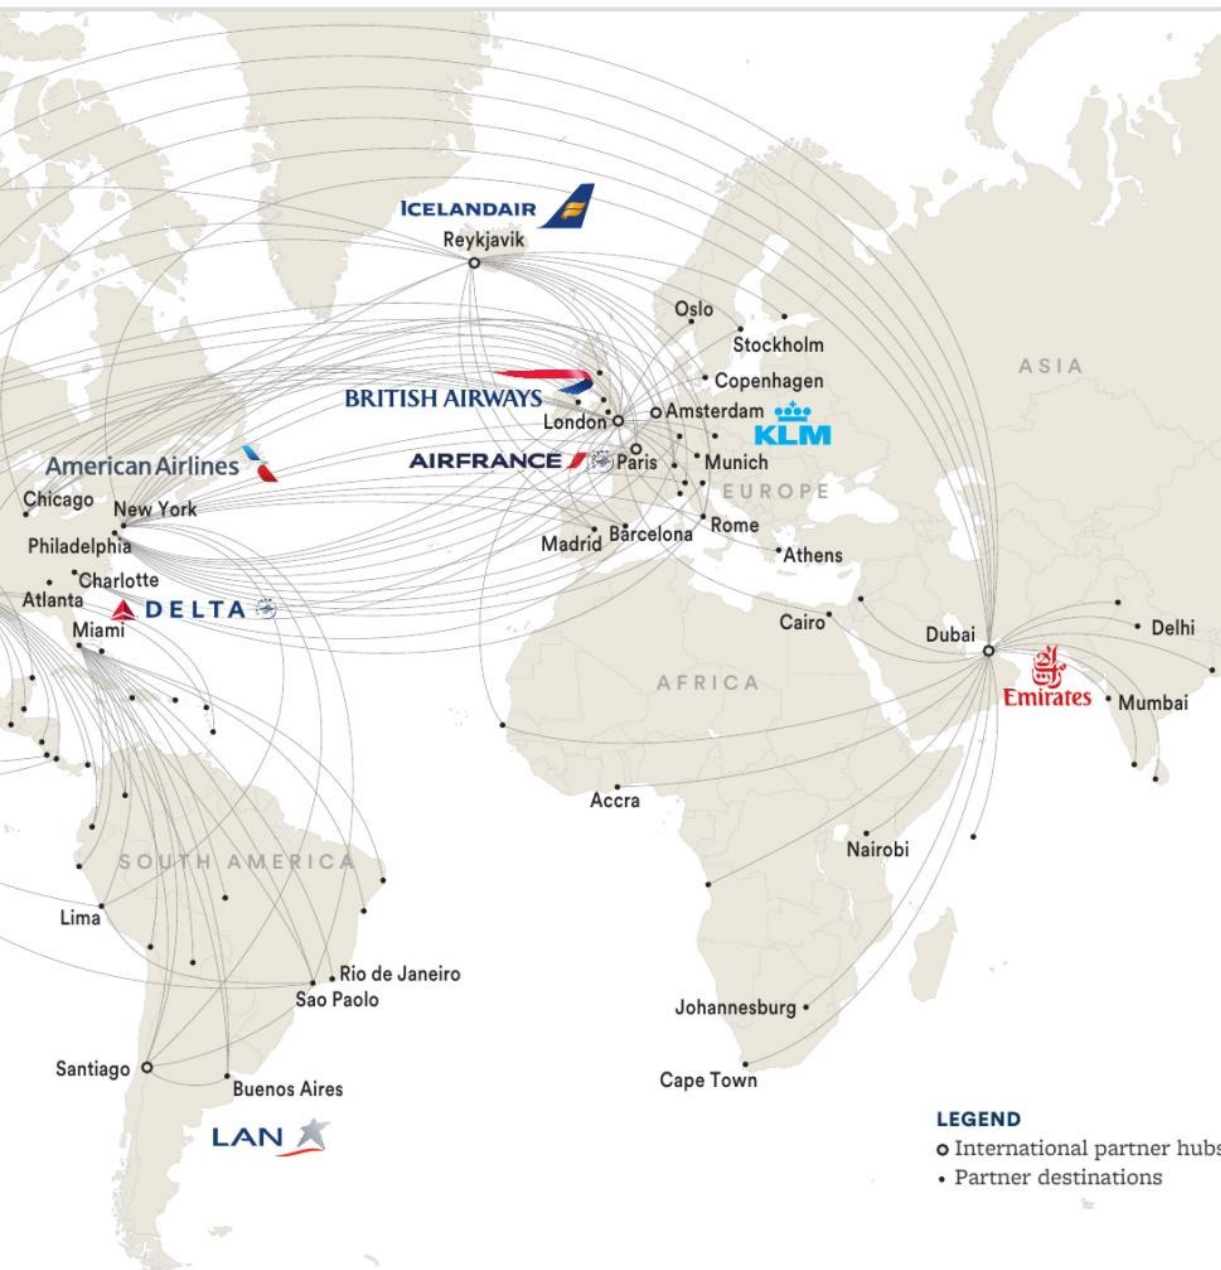 ICELANDAIR
Reykjavik
Oslo
Stockholm
ASIA
Copenhagen
BRITISH AIRWAYS
London
Amsterdam
KLM
American Airlines
AIRFRANCE
Paris
Munich
EUROPE
Chicago
New York
Philadelphia
Madrid
Barcelona
Rome
Athens
Charlotte
Atlanta
DELTA
Miami
Cairo
Dubai
Delhi
AFRICA
Emirates
Mumbai
Accra
Nairobi
SOUTH AMERICA
Lima
Rio de Janeiro
Sao Paolo
Johannesburg
Santiago
Cape Town
Buenos Aires
LAN
LEGEND
International partner hubs
Partner destinations